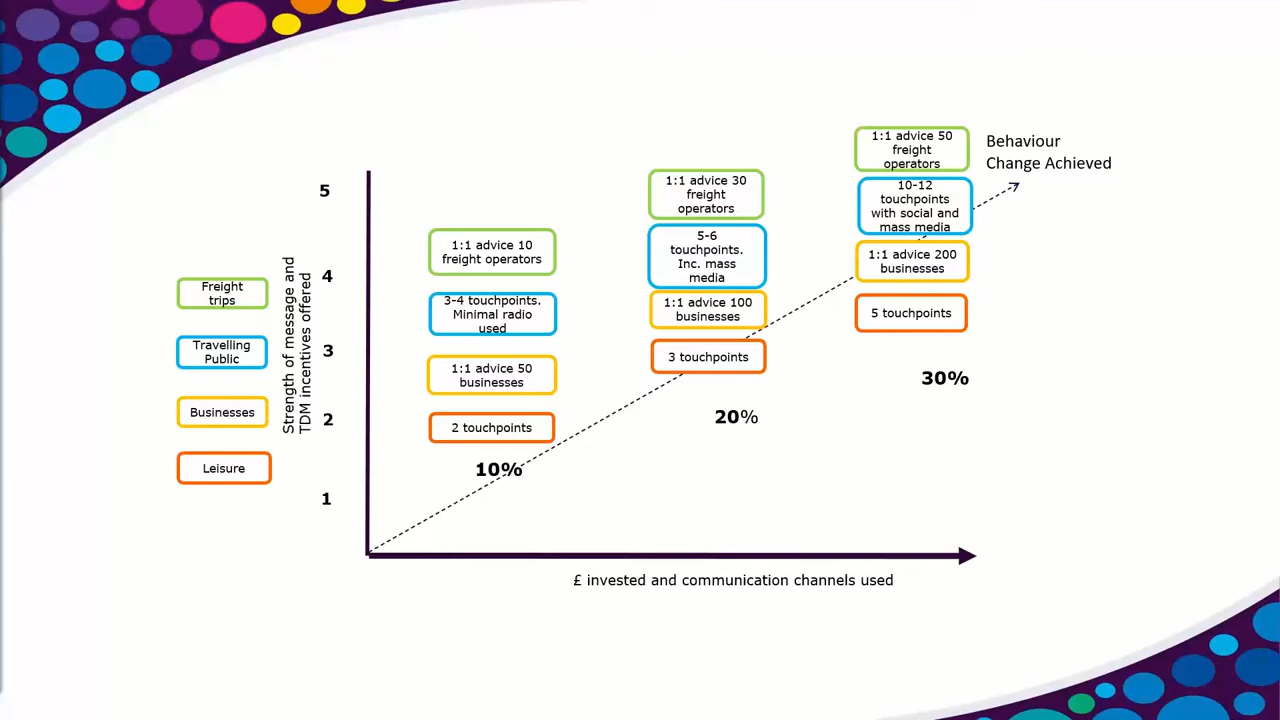 Behaviour
Change Achieved
1:1 advice 50
freight
operators
10-12
touchpoints
with social and
mass media
1:1 advice 200
businesses
5 touchpoints
30%
1:1 advice 30
freight
operators
5-6
touchpoints.
Inc. mass
media
1:1 advice 100
businesses
3 touchpoints
20%
1:1 advice 10
freight operators
3-4 touchpoints.
Minimal radio
used
1:1 advice 50
businesses
2 touchpoints
10%
5
4
3
2
1
Strength of message and
TDM incentives offered
Freight
trips
Travelling
Public
Businesses
Leisure
£ invested and communication channels used